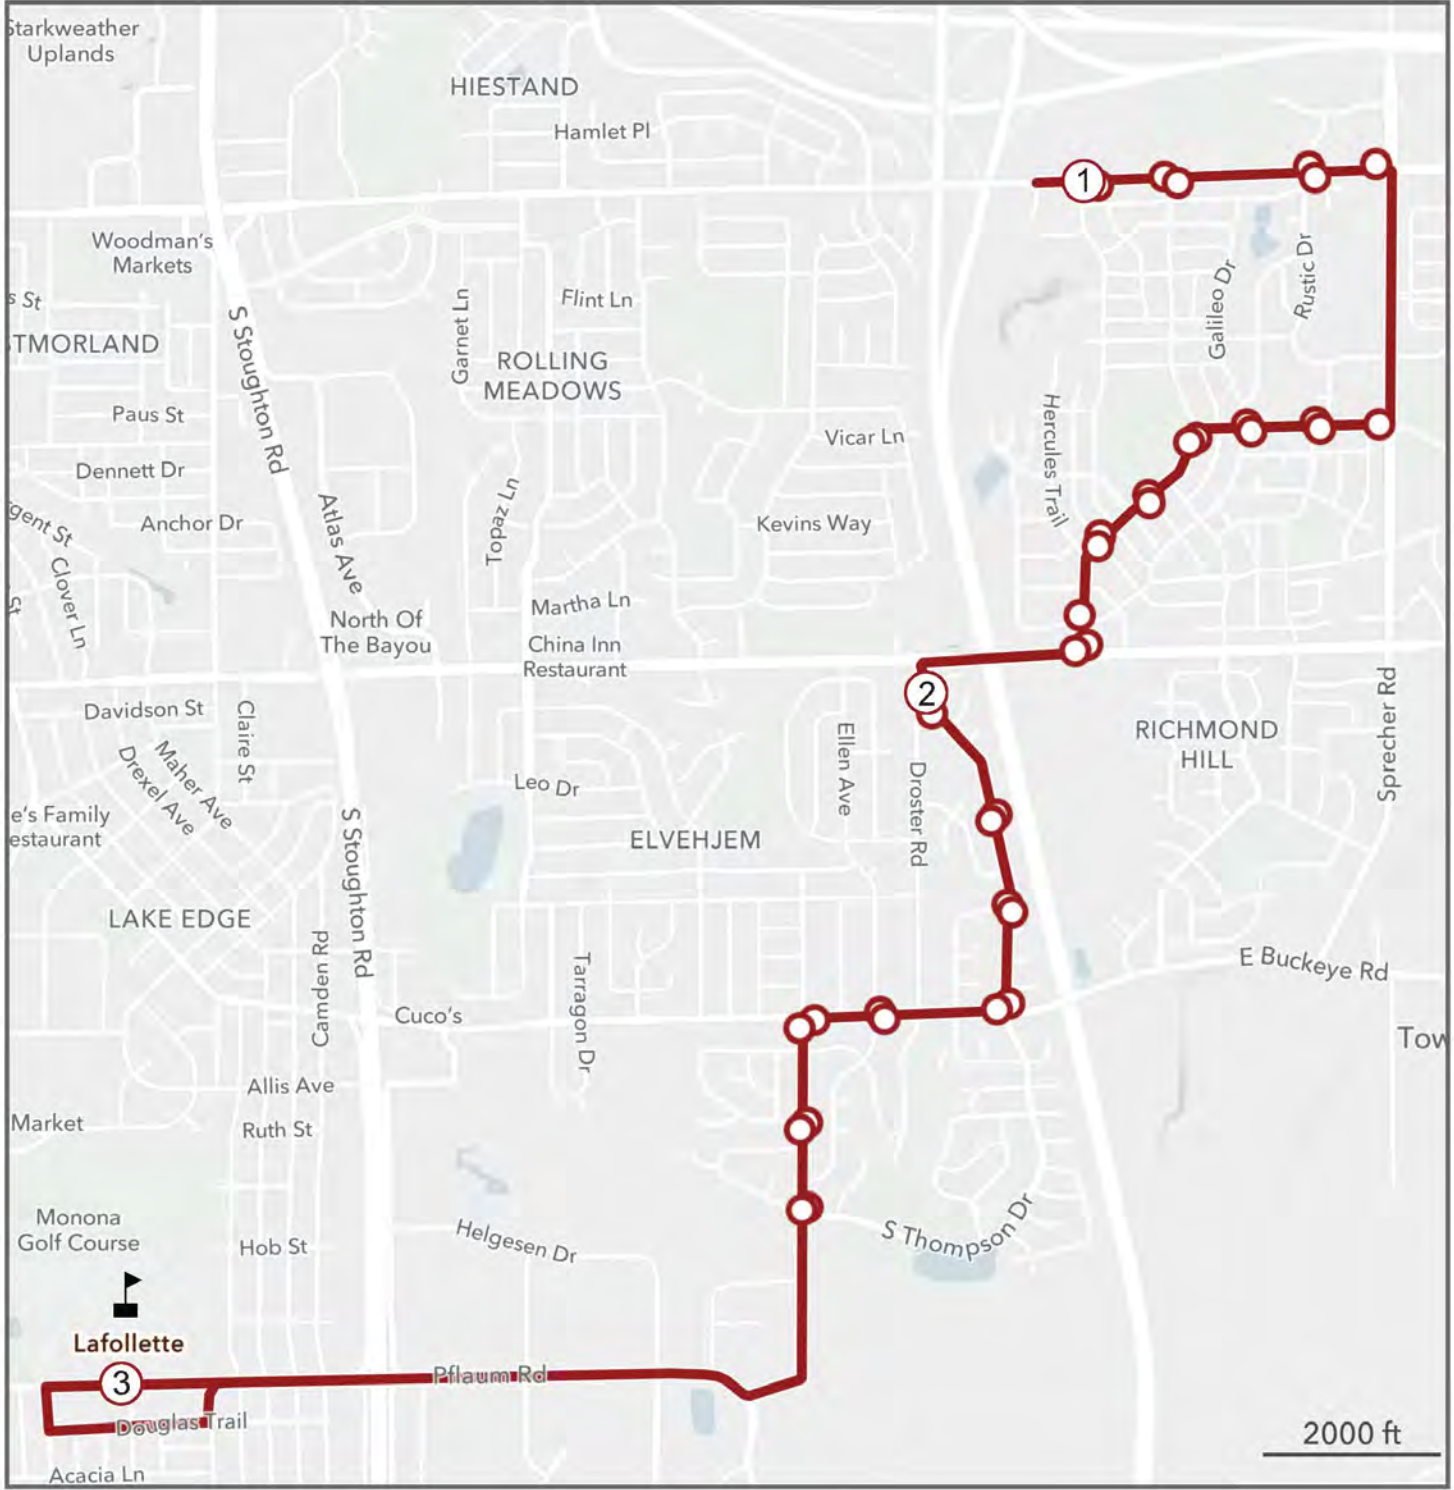 Starkweather
Uplands
HIESTAND
Hamlet Pl
1
Woodman's
Markets
s St
Flint Ln
Garnet Ln
Galileo Dr
Rustic Dr
TMORLAND
S Stoughton Rd
ROLLING
MEADOWS
Paus St
Vicar Ln
Hercules Trail
Dennett Dr
Topaz Ln
Atlas Ave
Anchor Dr
Kevins Way
gent St
Clover Ln
St
North Of
The Bayou
Martha Ln
China Inn
Restaurant
2
Davidson St
Claire St
Maher Ave
Drexel Ave
Ellen Ave
Droster Rd
RICHMOND
HILL
Sprecher Rd
Leo Dr
e's Family
estaurant
S Stoughton Rd
ELVEHJEM
LAKE EDGE
Camden Rd
Tarragon Dr
E Buckeye Rd
Cuco's
Tow
Allis Ave
Market
Ruth St
Monona
Golf Course
Hob St
Helgesen Dr
S Thompson Dr
Lafollette
3
Pflaum Rd
Douglas Trail
2000 ft
Acacia Ln